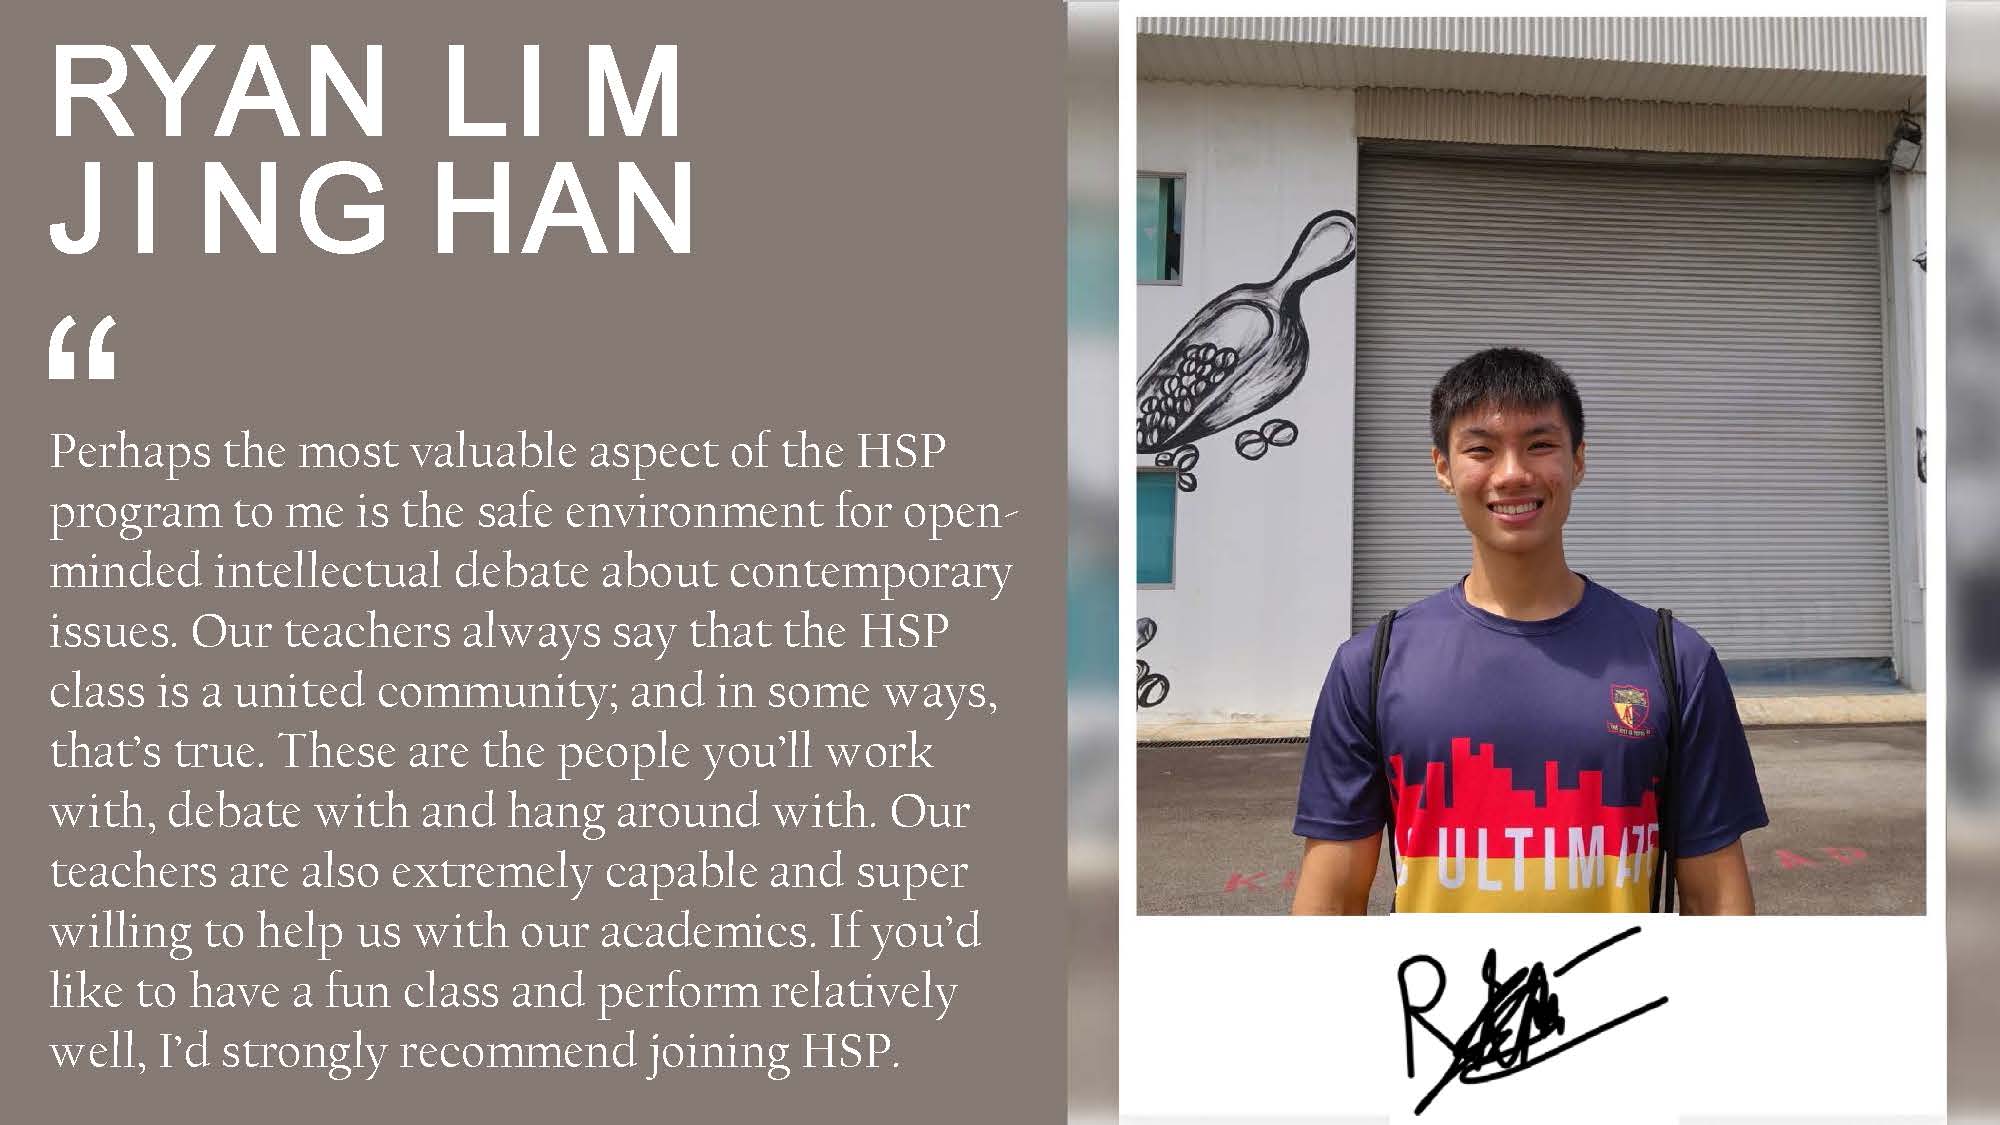 RYAN LIM
JING HAN
“
Perhaps the most valuable aspect of the HSP
program to me is the safe environment for open-
minded intellectual debate about contemporary
issues. Our teachers always say that the HSP
class is a united community; and in some ways,
that’s true. These are the people you’ll work
with, debate with and hang around with. Our
teachers are also extremely capable and super
willing to help us with our academics. If you’d
like to have a fun class and perform relatively
well, I’d strongly recommend joining HSP.
ULTIMATE